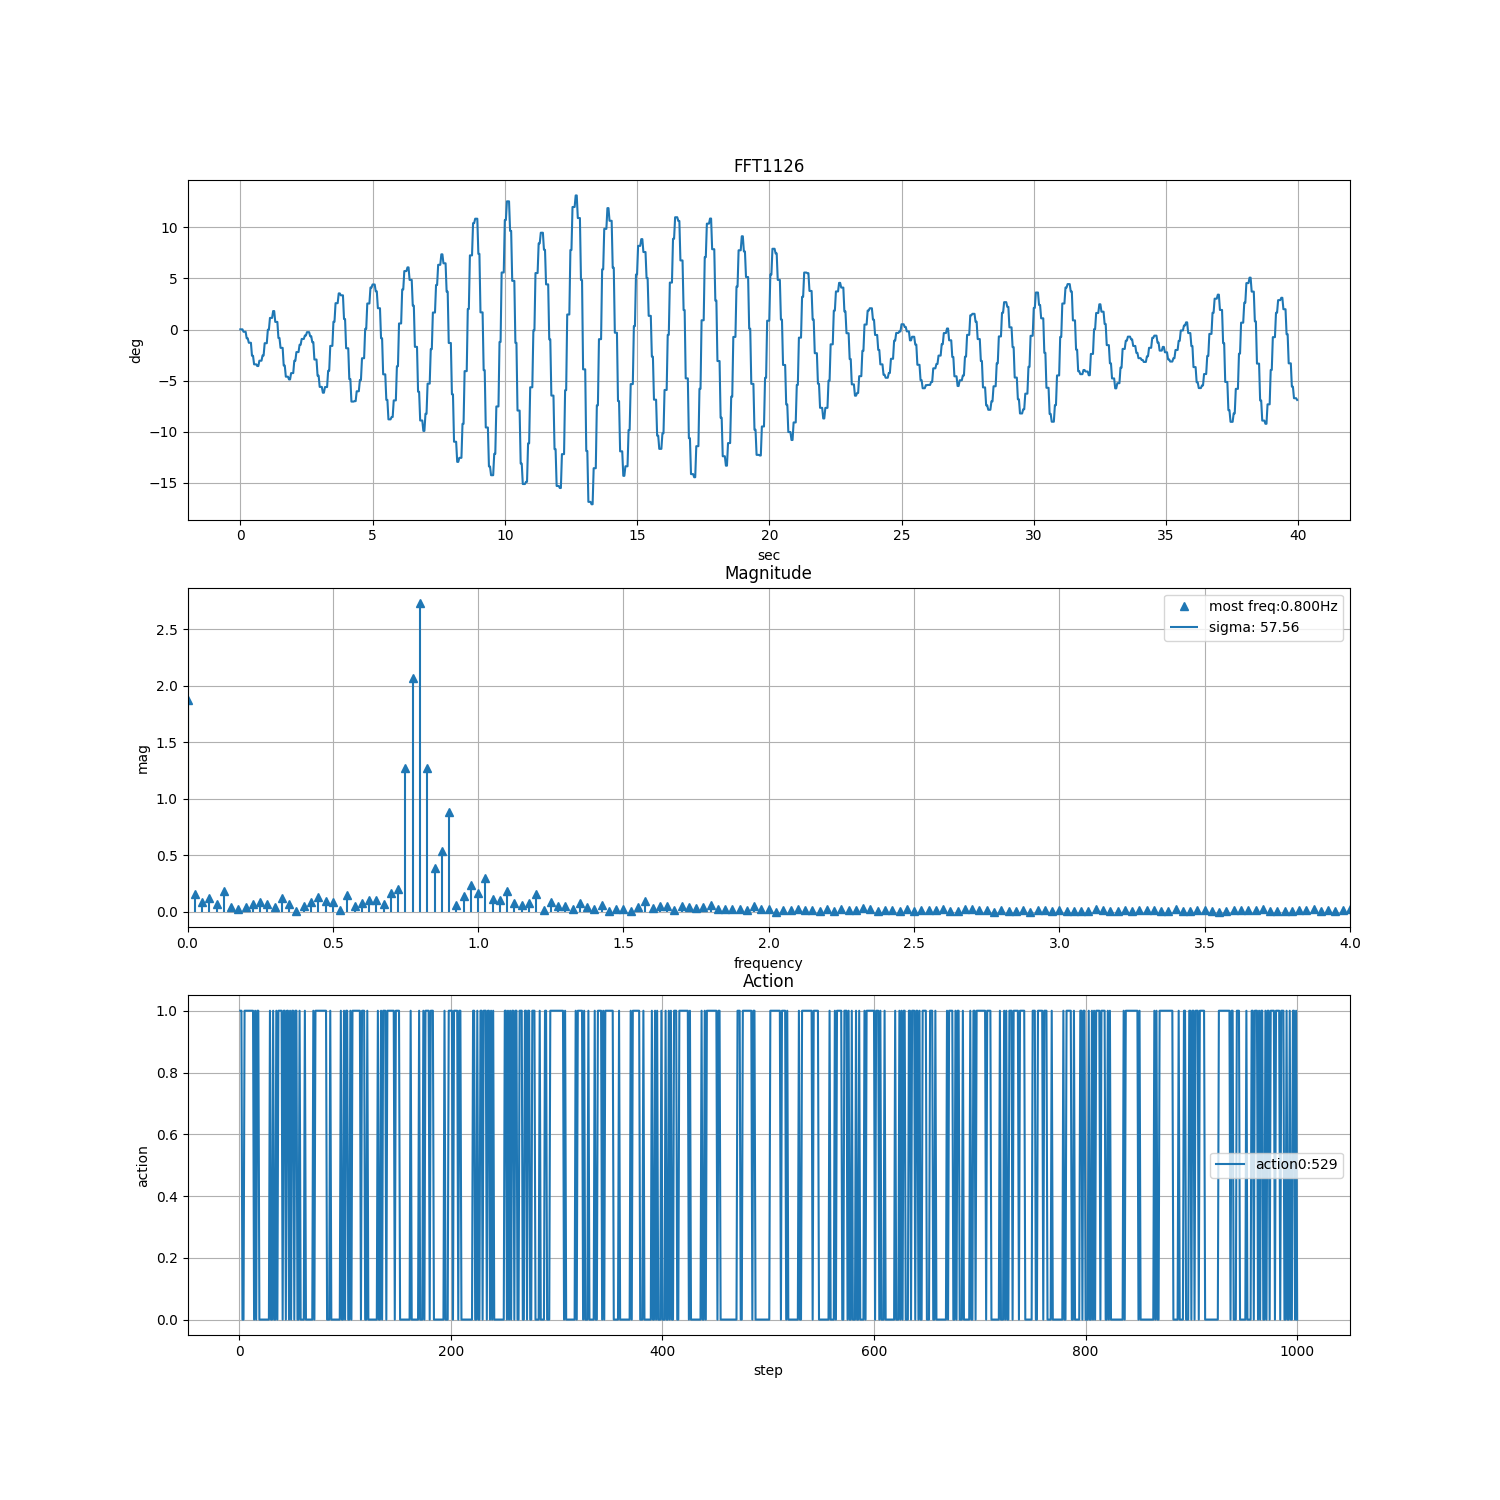 FFT1126
10
5
0
−5
−10
−15
deg
0 5 10 15 20 25 30 35 40
sec
Magnitude
most freq:0.800Hz
sigma: 57.56
2.5
2.0
1.5
1.0
0.5
0.0
mag
0.0 0.5 1.0 1.5 2.0 2.5 3.0 3.5 4.0
frequency
Action
1.0
0.8
0.6
0.4
0.2
0.0
action
action0:529
0 200 400 600 800 1000
step